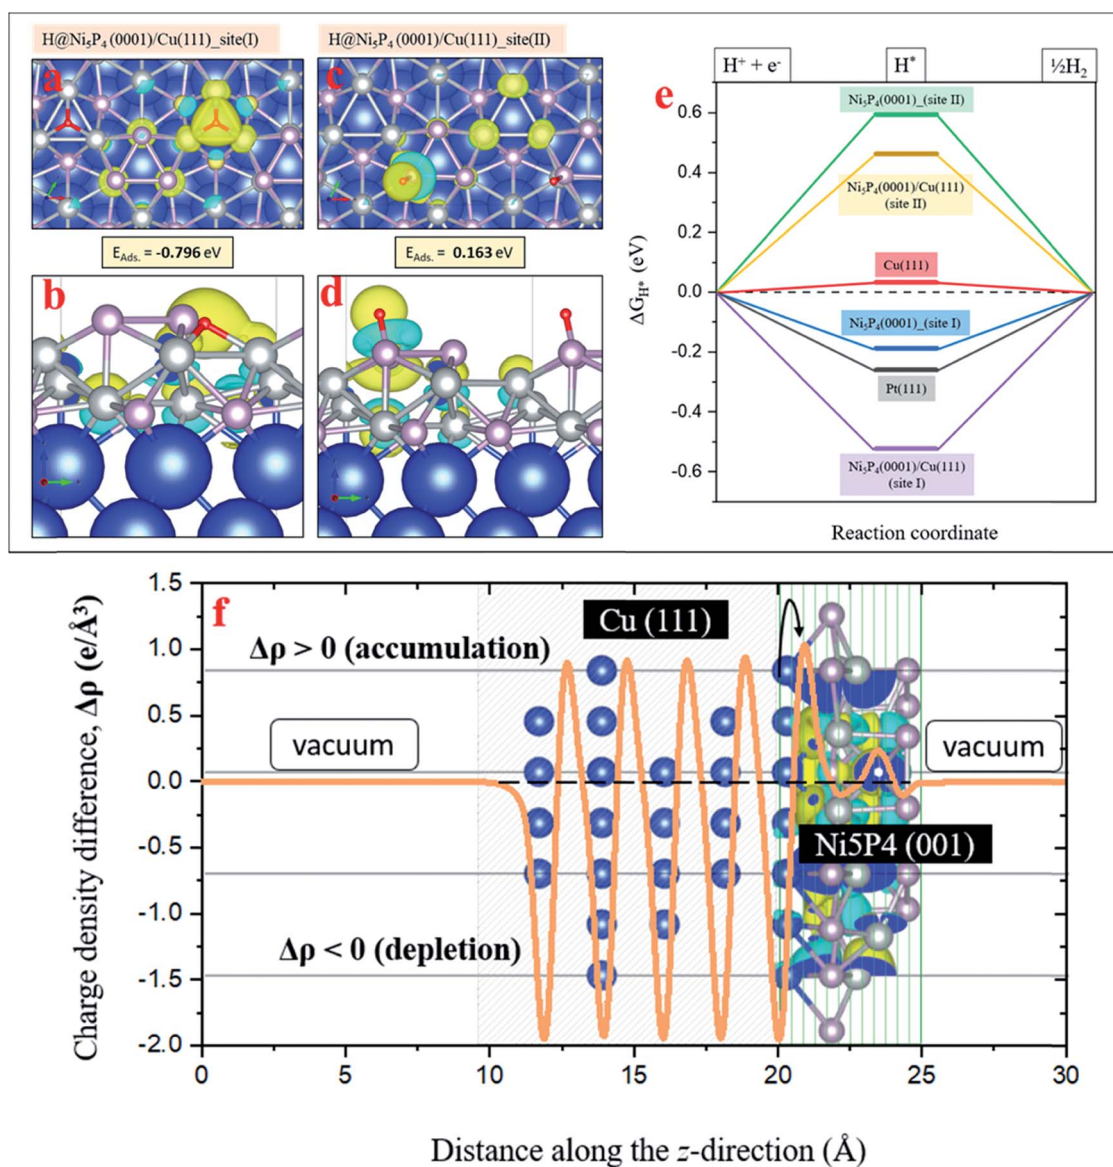 H@Ni₅P₄ (0001)/Cu(111)_site(I)
H@Ni₅P₄ (0001)/Cu(111)_site(II)
a
c
E_Ads. = -0.796 eV
E_Ads. = 0.163 eV
b
d
e
H⁺ + e⁻
H*
½H₂
ΔG_H* (eV)
0.6
0.4
0.2
0.0
-0.2
-0.4
-0.6
Ni₅P₄(0001)_(site II)
Ni₅P₄(0001)/Cu(111)
(site II)
Cu(111)
Ni₅P₄(0001)_(site I)
Pt(111)
Ni₅P₄(0001)/Cu(111)
(site I)
Reaction coordinate
f
Charge density difference, Δρ (e/Å³)
1.5
1.0
0.5
0.0
-0.5
-1.0
-1.5
-2.0
Cu (111)
Δρ > 0 (accumulation)
vacuum
vacuum
Ni5P4 (001)
Δρ < 0 (depletion)
0
5
10
15
20
25
30
Distance along the z-direction (Å)